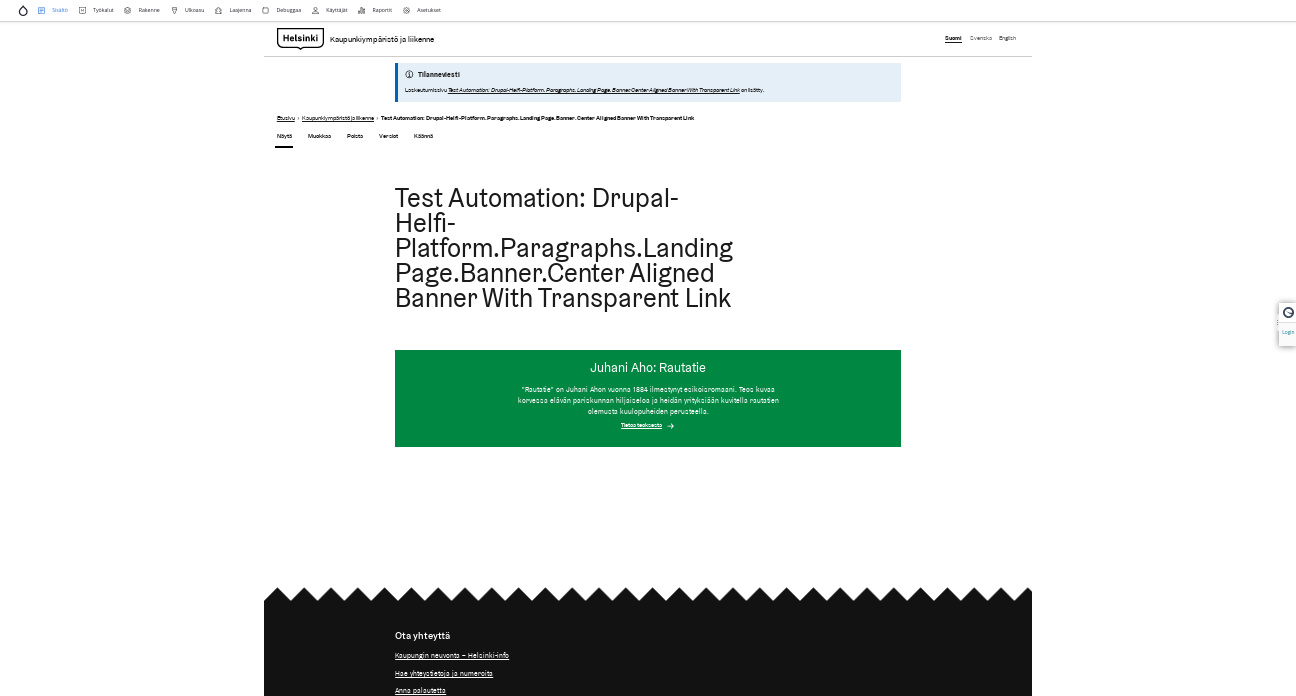 Sisältö Työkalut Rakenne Ulkoasu Laajenna Debuggaa Käyttäjät Raportit Asetukset
Helsinki Kaupunkiympäristö ja liikenne Suomi Svenska English
Tilanneviesti
Laskeutumissivu Test Automation: Drupal-Helfi-Platform.Paragraphs.Landing Page.Banner.Center Aligned Banner With Transparent Link on lisätty.
Etusivu › Kaupunkiympäristö ja liikenne › Test Automation: Drupal-Helfi-Platform.Paragraphs.Landing Page.Banner.Center Aligned Banner With Transparent Link
Näytä Muokkaa Poista Versiot Käännä
Test Automation: Drupal-
Helfi-
Platform.Paragraphs.Landing
Page.Banner.Center Aligned
Banner With Transparent Link
Login
Juhani Aho: Rautatie
"Rautatie" on Juhani Ahon vuonna 1884 ilmestynyt esikoisromaani. Teos kuvaa
korvessa elävän pariskunnan hiljaiseloa ja heidän yrityksiään kuvitella rautatien
olemusta kuulopuheiden perusteella.
Tietoa teoksesta
Ota yhteyttä
Kaupungin neuvonta – Helsinki-info
Hae yhteystietoja ja numeroita
Anna palautetta